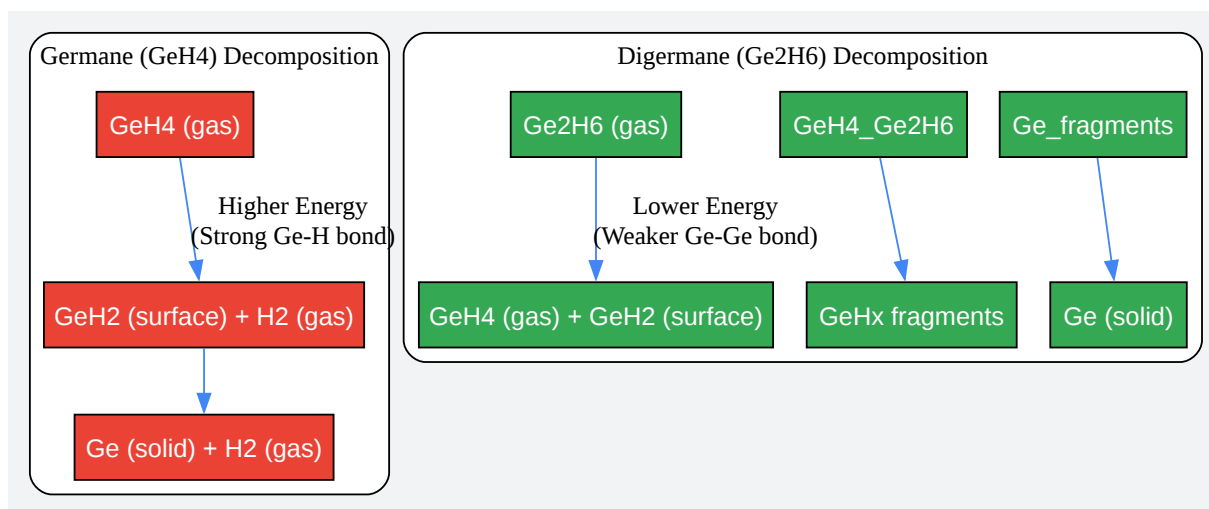 Germane (GeH4) Decomposition
GeH4 (gas)
Higher Energy
(Strong Ge-H bond)
GeH2 (surface) + H2 (gas)
Ge (solid) + H2 (gas)
Digermane (Ge2H6) Decomposition
Ge2H6 (gas)
GeH4_Ge2H6
Ge_fragments
Lower Energy
(Weaker Ge-Ge bond)
GeH4 (gas) + GeH2 (surface)
GeHx fragments
Ge (solid)